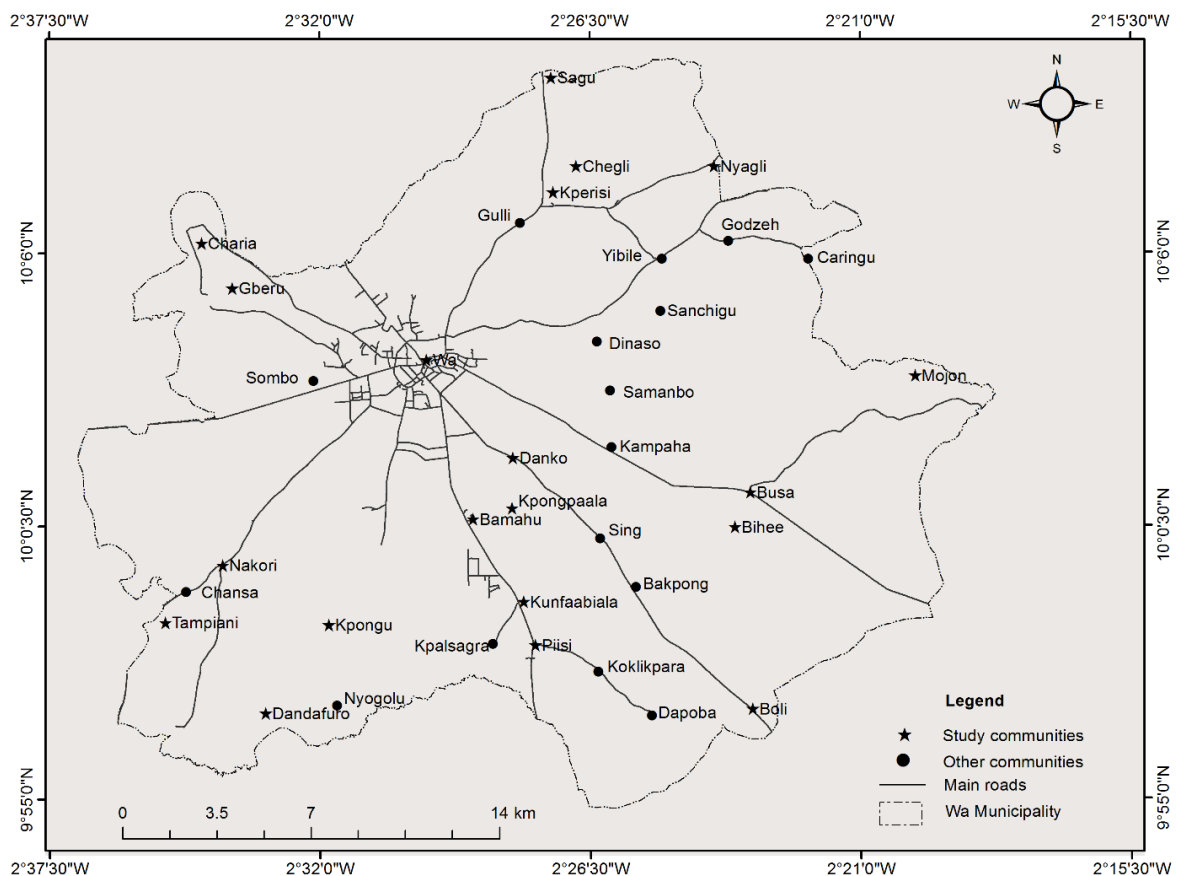 2°37'30"W
2°32'0"W
2°26'30"W
2°21'0"W
2°15'30"W
N
W
E
S
Sagu
Chegli
Nyagli
Kperisi
Gulli
Godzeh
Charia
10°6'0"N
10°6'0"N
Yibile
Caringu
Gberu
Sanchigu
Dinaso
Wa
Sombo
Mojon
Samanbo
Kampaha
Danko
Busa
Kpongpaala
Bamahu
Bihee
10°0'30"N
10°0'30"N
Sing
Nakori
Bakpong
Chansa
Kunfaabiala
Tampiani
Kpongu
Kpalsagra
Piisi
Koklikpara
Nyogolu
Dandafuro
Dapoba
Boli
Legend
Study communities
Other communities
Main roads
Wa Municipality
9°55'0"N
9°55'0"N
0
3.5
7
14 km
2°37'30"W
2°32'0"W
2°26'30"W
2°21'0"W
2°15'30"W